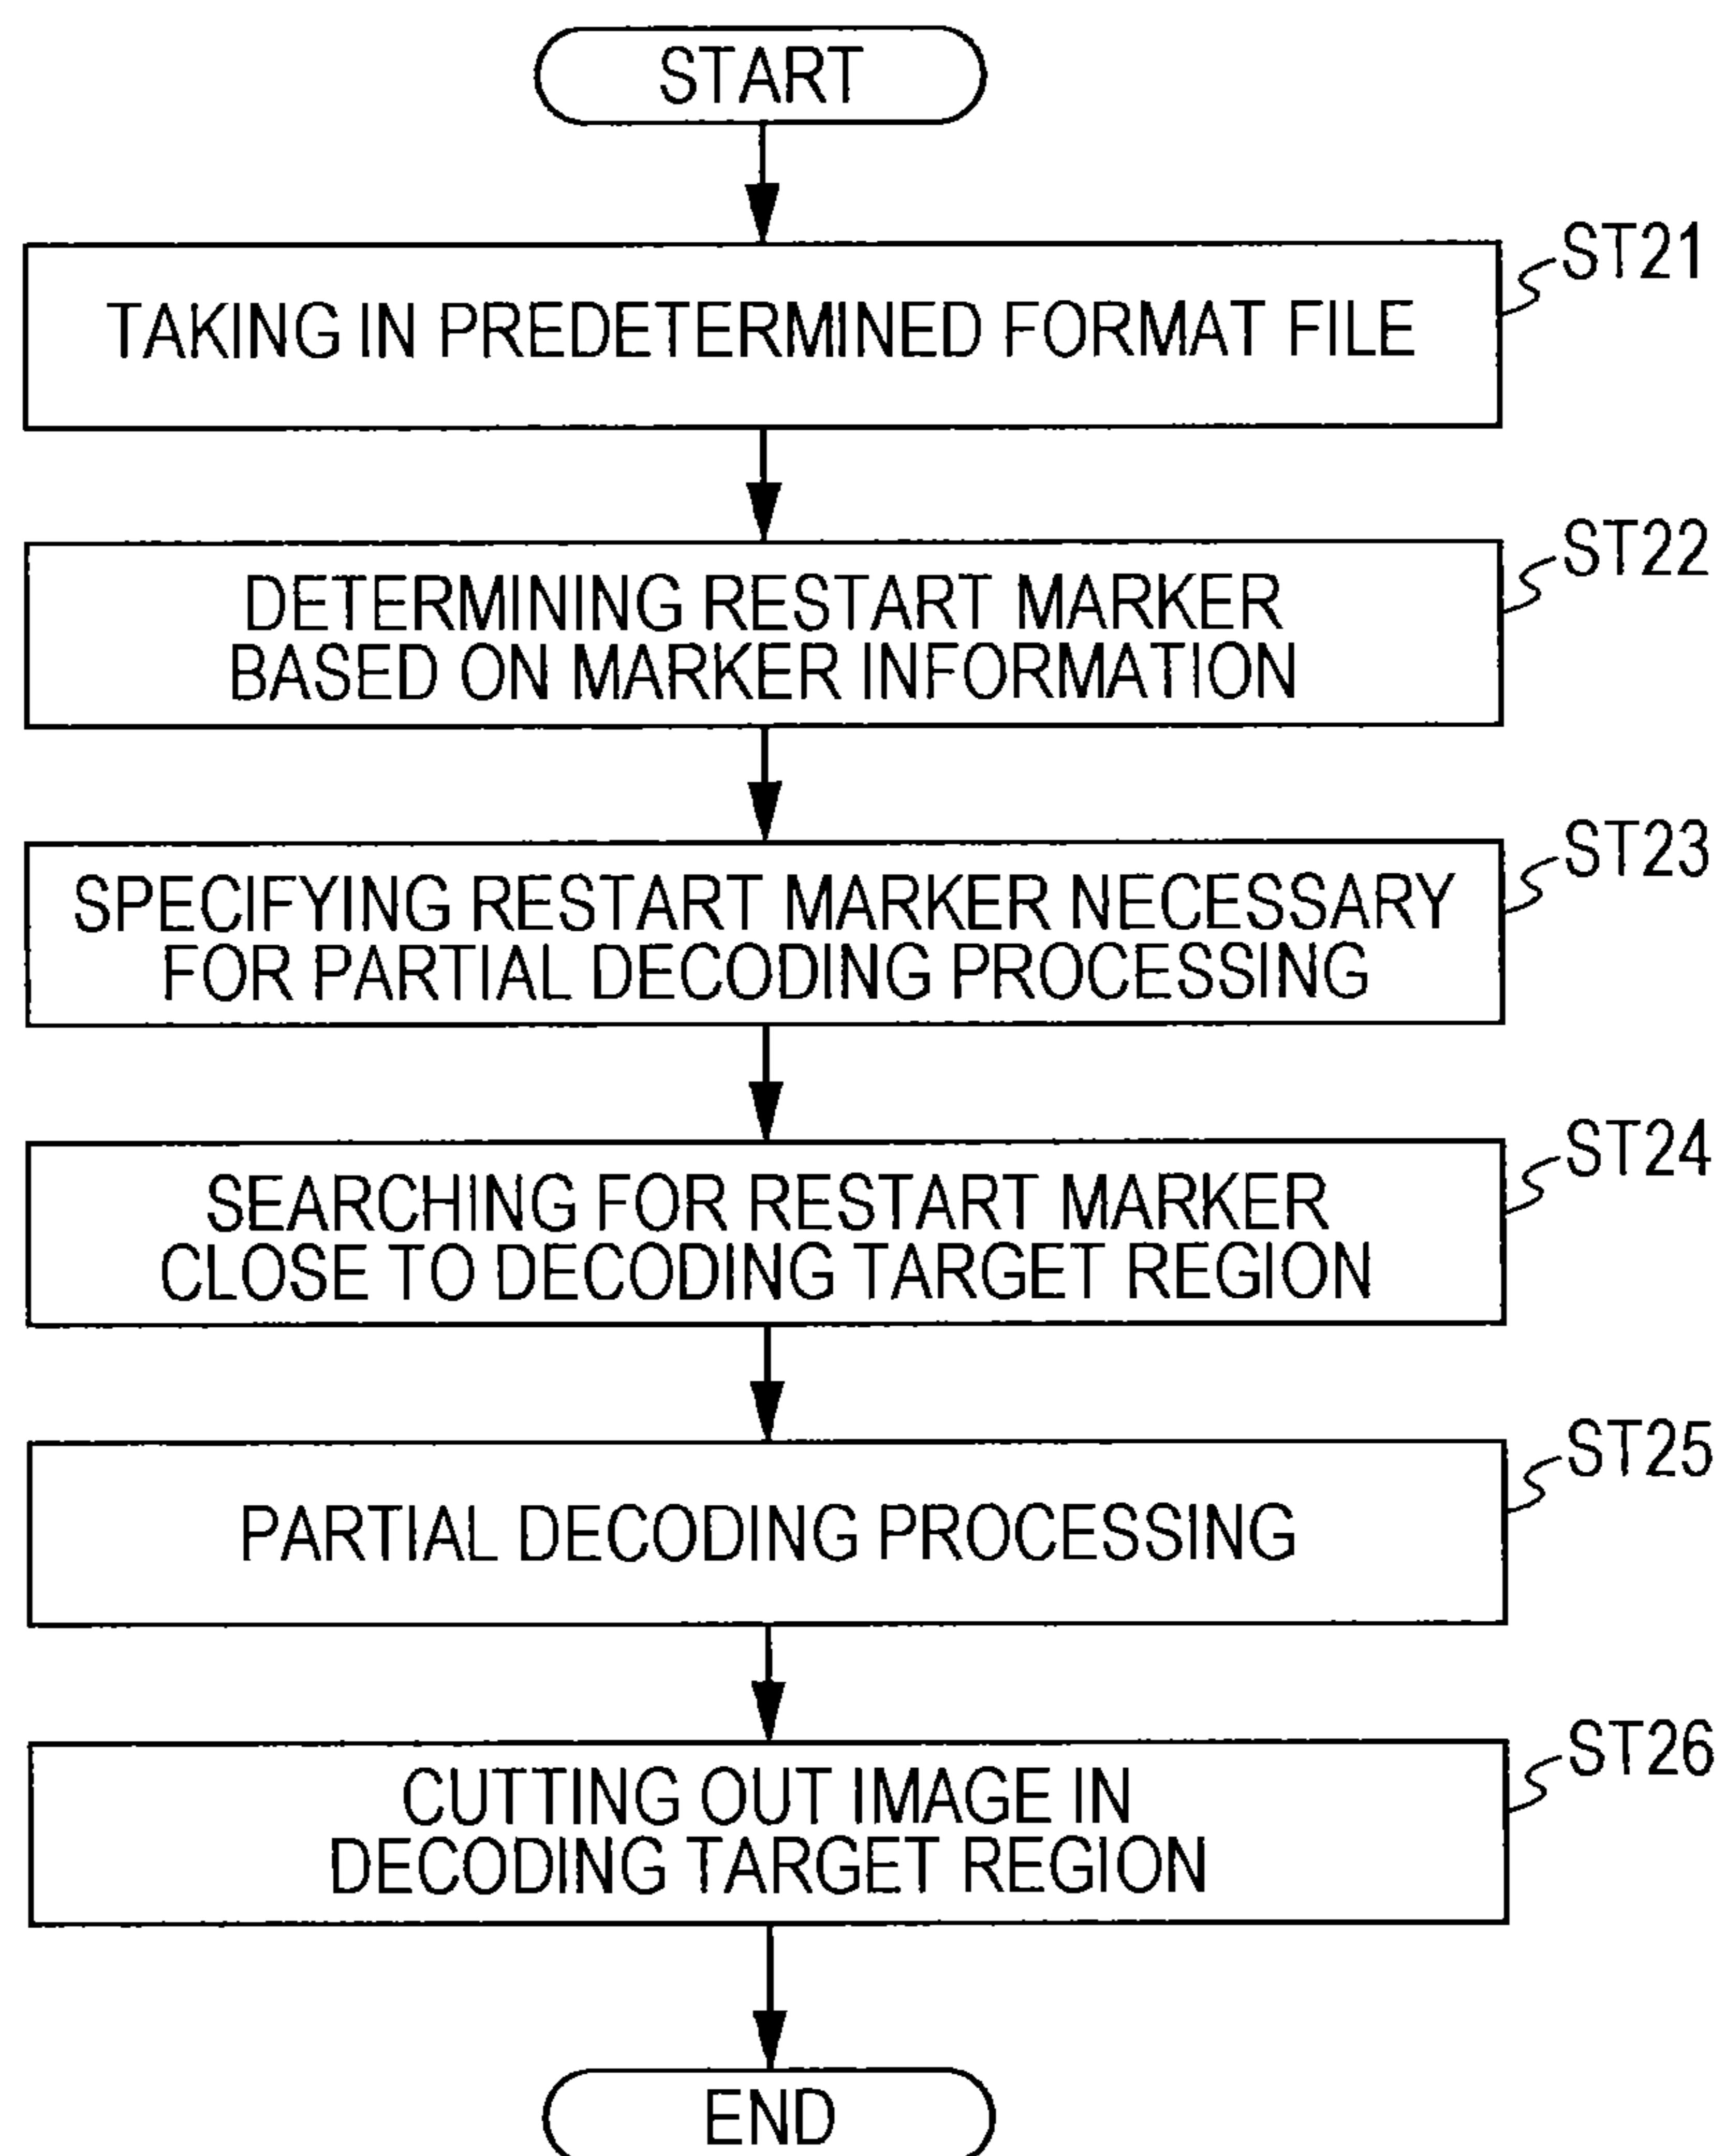 START
ST21
TAKING IN PREDETERMINED FORMAT FILE
ST22
DETERMINING RESTART MARKER
BASED ON MARKER INFORMATION
ST23
SPECIFYING RESTART MARKER NECESSARY
FOR PARTIAL DECODING PROCESSING
ST24
SEARCHING FOR RESTART MARKER
CLOSE TO DECODING TARGET REGION
ST25
PARTIAL DECODING PROCESSING
ST26
CUTTING OUT IMAGE IN
DECODING TARGET REGION
END